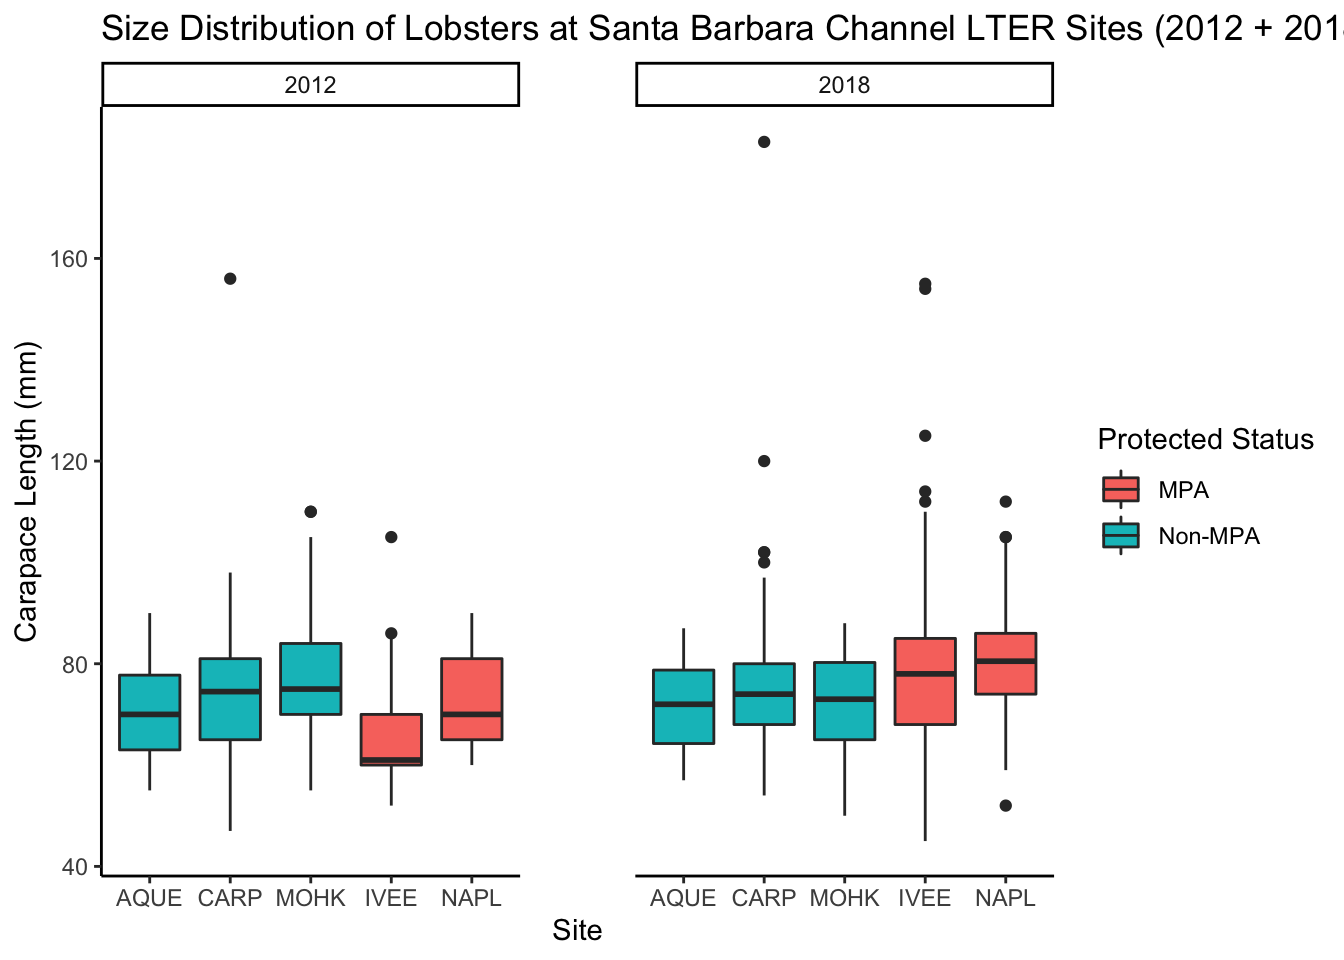 Size Distribution of Lobsters at Santa Barbara Channel LTER Sites (2012 + 201
2012
2018
160
120
80
40
Carapace Length (mm)
AQUE CARP MOHK IVEE NAPL
AQUE CARP MOHK IVEE NAPL
Site
Protected Status
MPA
Non-MPA